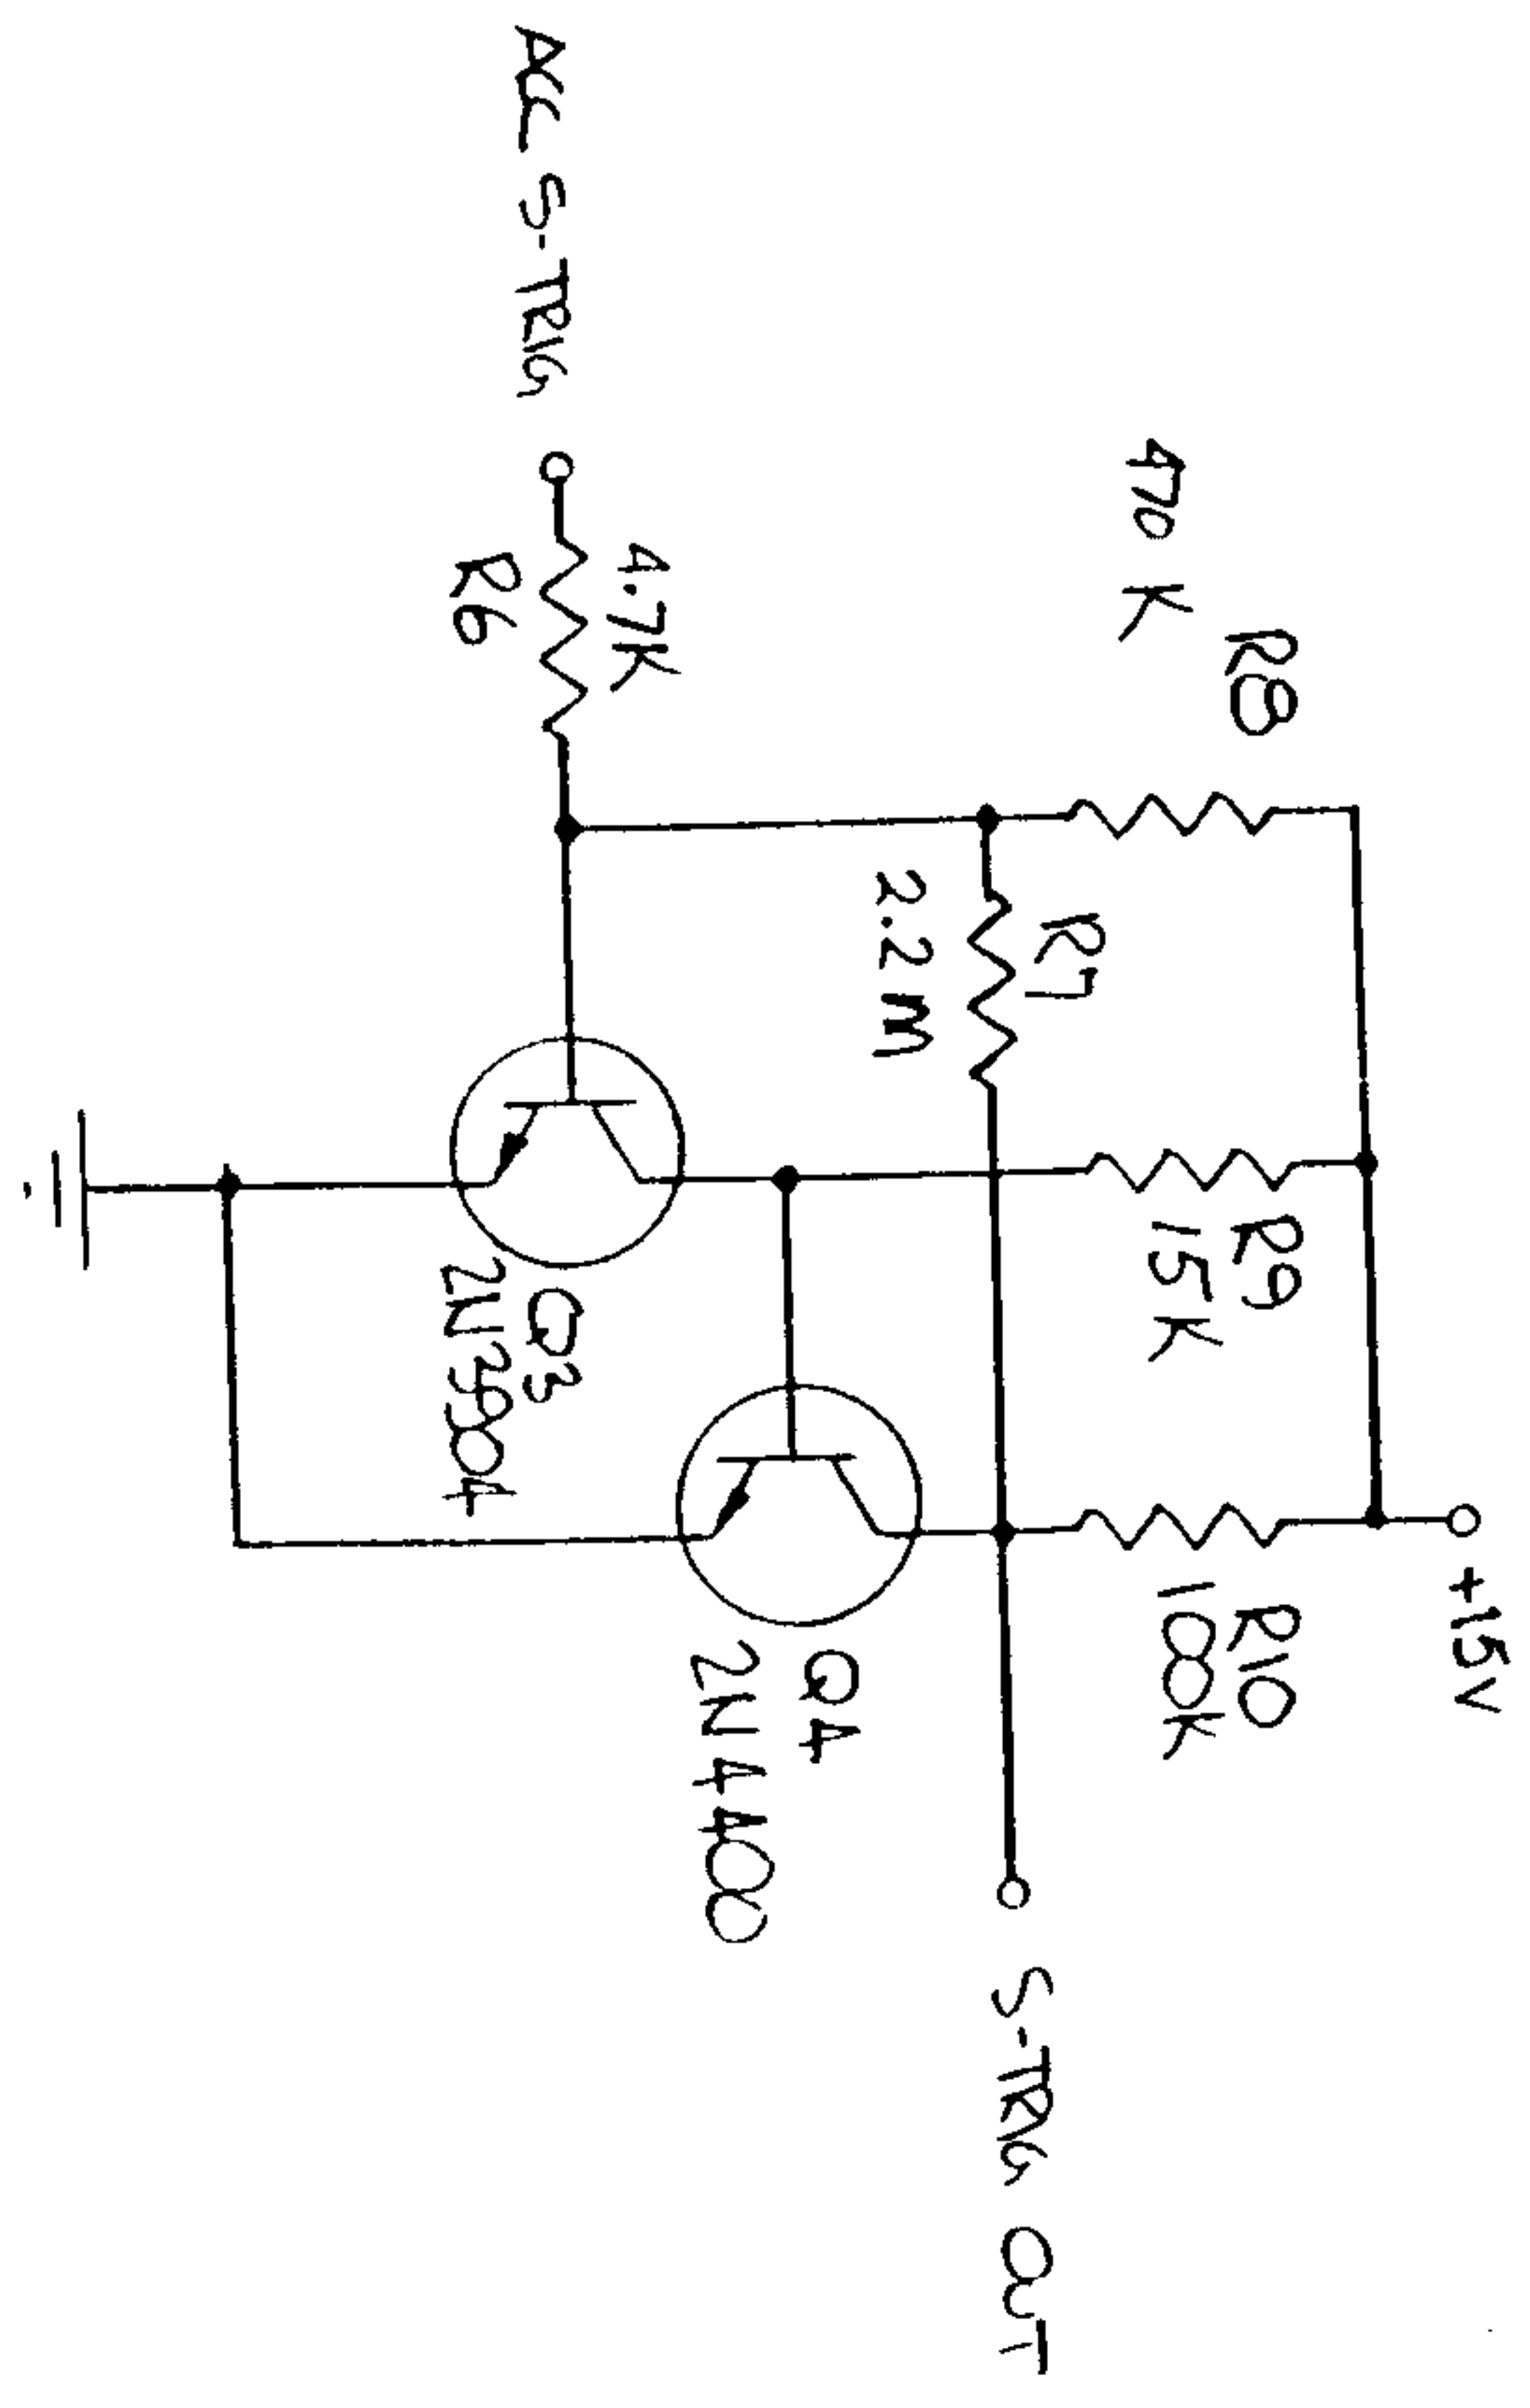 +15V
R8
470 K
R9
15K
R10
100K
R7
2.2M
S-TRIG OUT
4.7K
R6
ACC S-TRIG
Q4
2N4400
Q3
2N3904